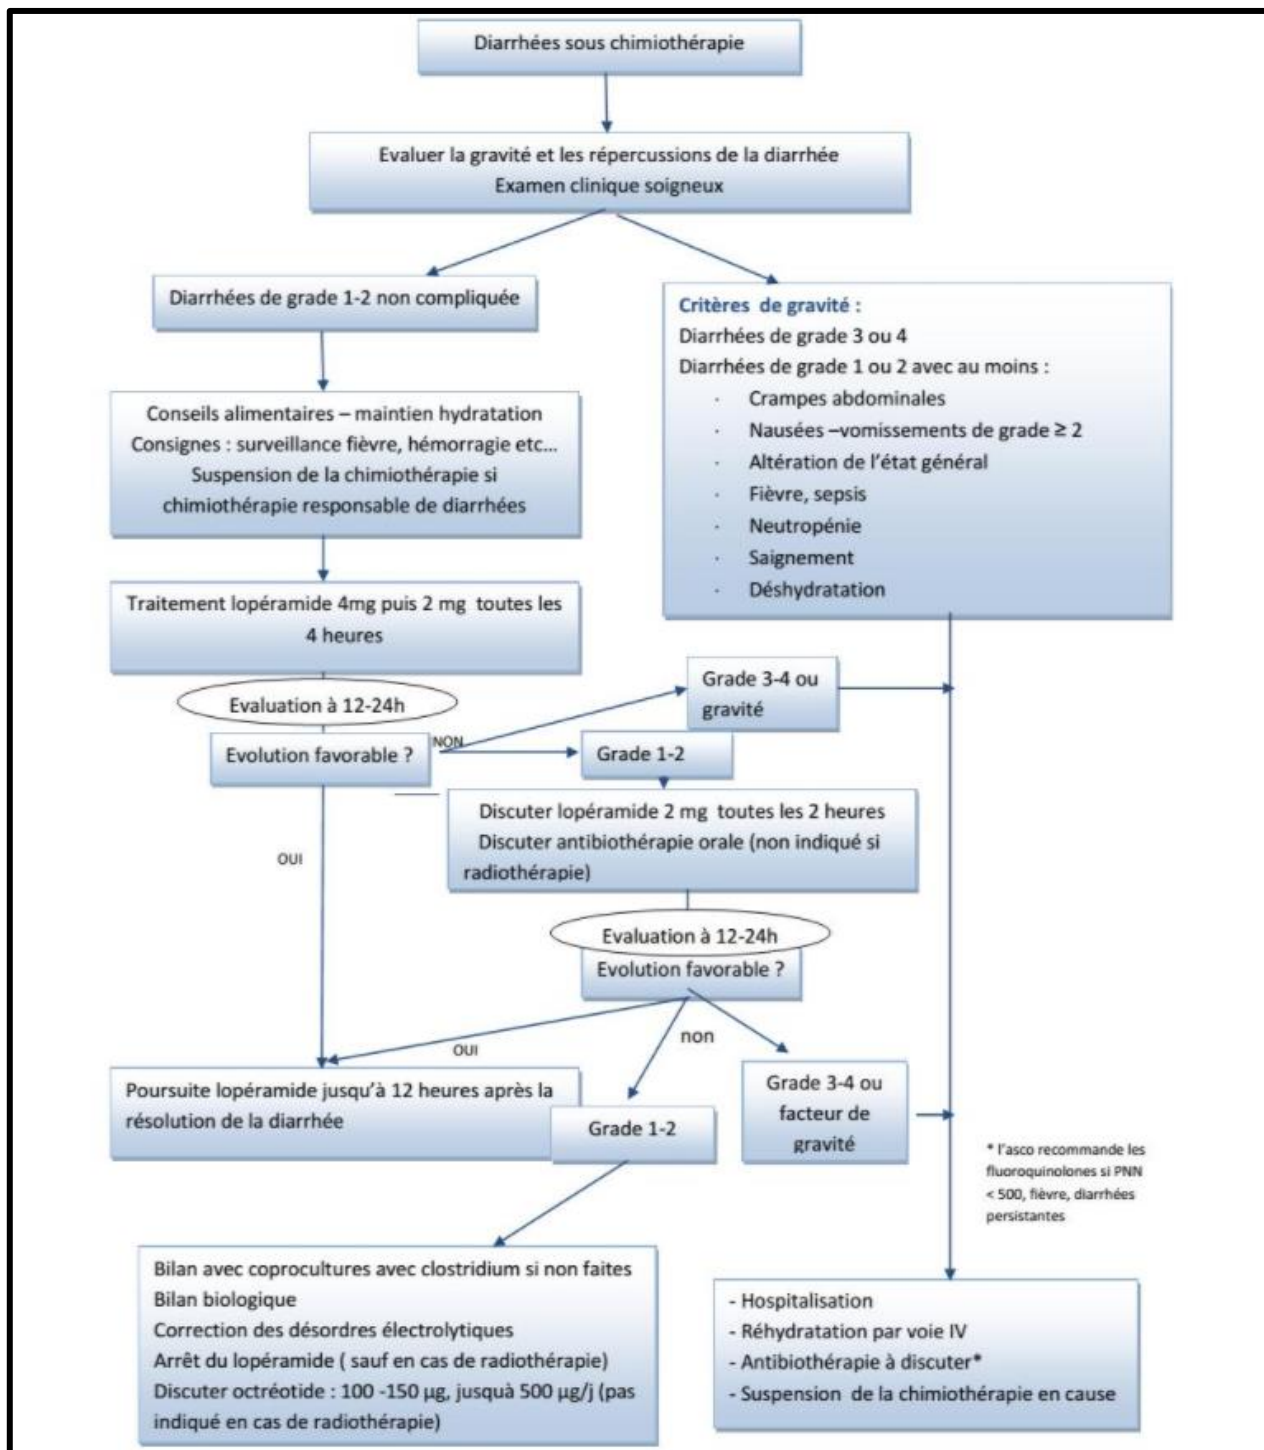 Diarrhées sous chimiothérapie
Evaluer la gravité et les répercussions de la diarrhée
Examen clinique soigneux
Diarrhées de grade 1-2 non compliquée
Critères de gravité :
Diarrhées de grade 3 ou 4
Diarrhées de grade 1 ou 2 avec au moins :
· Crampes abdominales
· Nausées –vomissements de grade ≥ 2
· Altération de l'état général
· Fièvre, sepsis
· Neutropénie
· Saignement
· Déshydratation
Conseils alimentaires – maintien hydratation
Consignes : surveillance fièvre, hémorragie etc...
Suspension de la chimiothérapie si
chimiothérapie responsable de diarrhées
Traitement lopéramide 4mg puis 2 mg toutes les
4 heures
Evaluation à 12-24h
Evolution favorable ?
NON
Grade 3-4 ou
gravité
Grade 1-2
Discuter lopéramide 2 mg toutes les 2 heures
Discuter antibiothérapie orale (non indiqué si
radiothérapie)
OUI
Evaluation à 12-24h
Evolution favorable ?
OUI
non
Poursuite lopéramide jusqu'à 12 heures après la
résolution de la diarrhée
Grade 1-2
Grade 3-4 ou
facteur de
gravité
* l'asco recommande les
fluoroquinolones si PNN
< 500, fièvre, diarrhées
persistantes
Bilan avec coprocultures avec clostridium si non faites
Bilan biologique
Correction des désordres électrolytiques
Arrêt du lopéramide ( sauf en cas de radiothérapie)
Discuter octréotide : 100 -150 µg, jusquà 500 µg/j (pas
indiqué en cas de radiothérapie)
- Hospitalisation
- Réhydratation par voie IV
- Antibiothérapie à discuter*
- Suspension de la chimiothérapie en cause